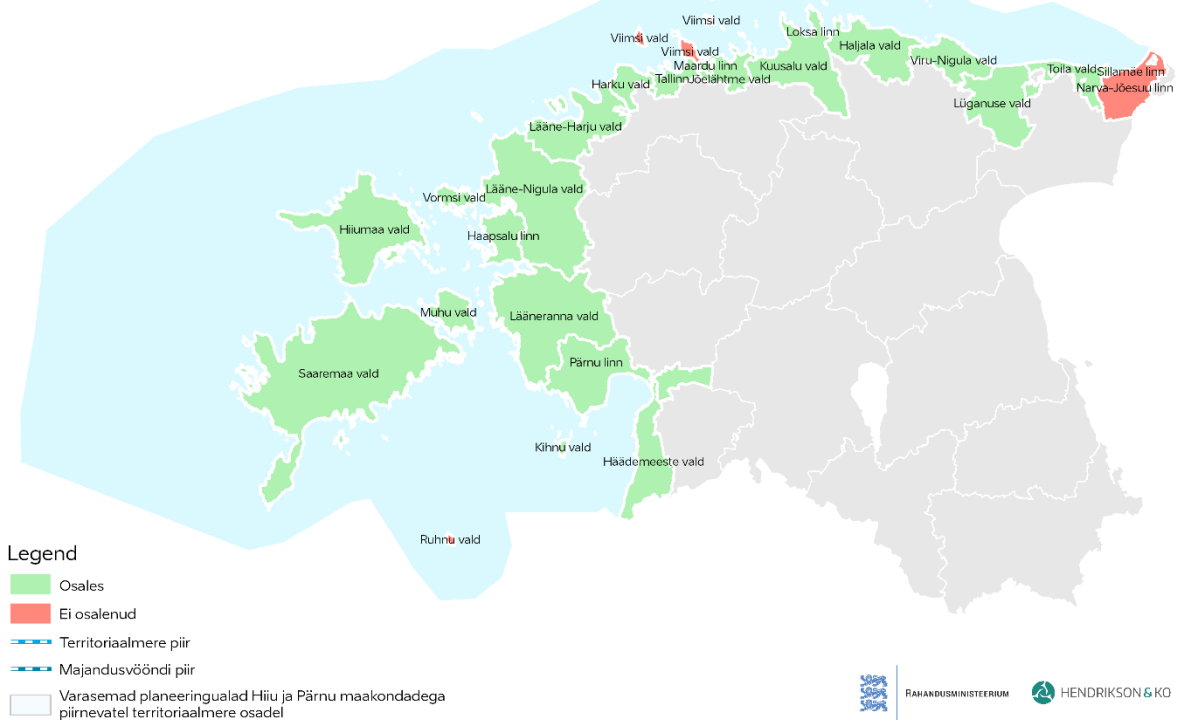 Viimsi vald
Viimsi vald
Viimsi vald
Loksa linn
Haljala vald
Maardu linn
Kuusalu vald
Viru-Nigula vald
Tallinn
Jõelähtme vald
Toila vald
Sillamäe linn
Harku vald
Narva-Jõesuu linn
Lüganuse vald
Lääne-Harju vald
Vormsi vald
Lääne-Nigula vald
Hiiumaa vald
Haapsalu linn
Muhu vald
Lääneranna vald
Pärnu linn
Saaremaa vald
Kihnu vald
Häädemeeste vald
Ruhnu vald
Legend
Osales
Ei osalenud
Territoriaalmere piir
Majandusvööndi piir
Varasemad planeeringualad Hiiu ja Pärnu maakondadega
piirnevatel territoriaalmere osadel
RAHANDUSMINISTEERIUM
HENDRIKSON & KO